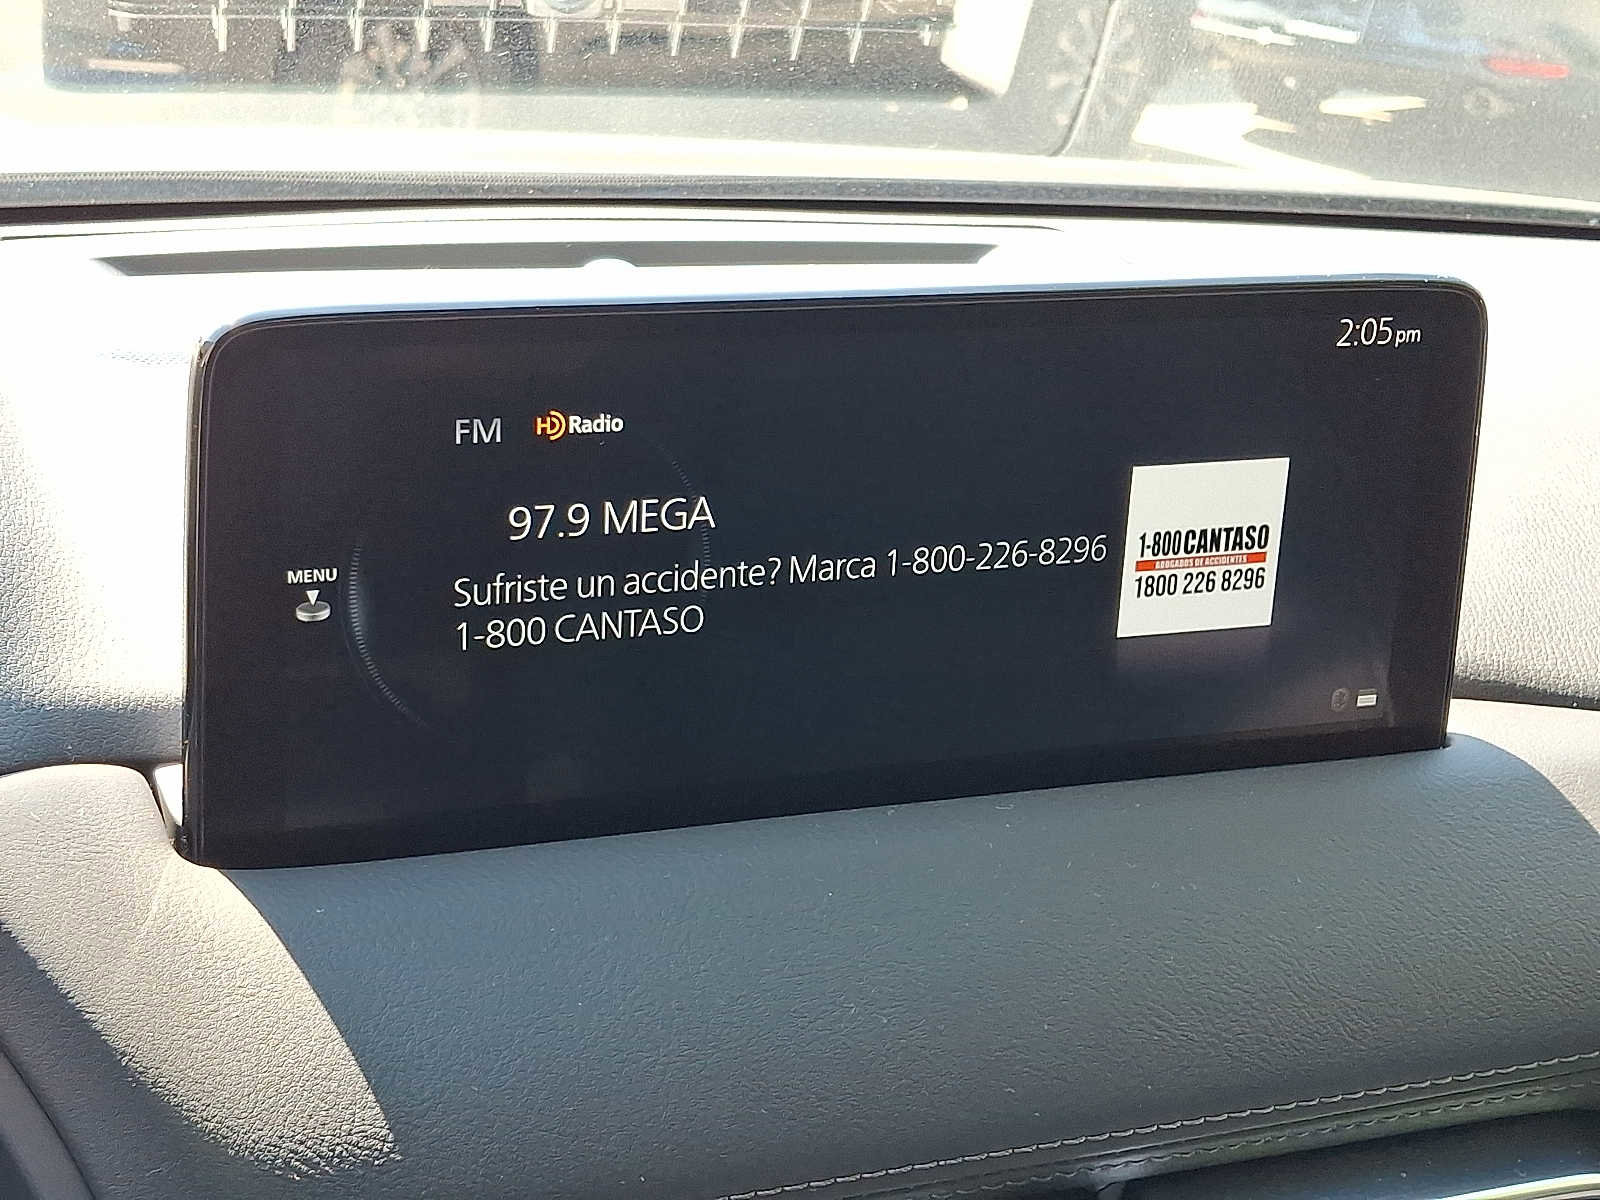 2:05pm
FM HD Radio
97.9 MEGA
MENU
Sufriste un accidente? Marca 1-800-226-8296
1-800 CANTASO
1-800 CANTASO
ABOGADOS DE ACCIDENTES
1800 226 8296